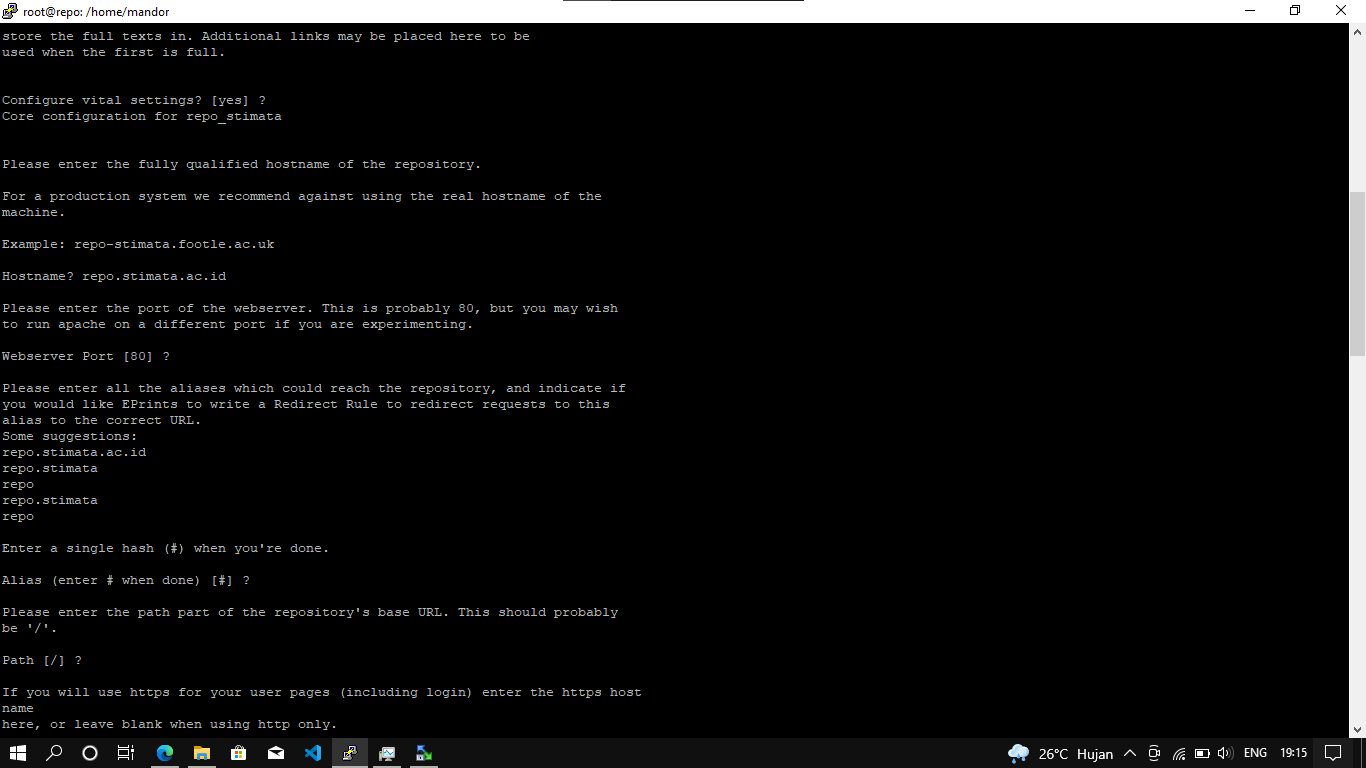 root@repo: /home/mandor
store the full texts in. Additional links may be placed here to be
used when the first is full.
Configure vital settings? [yes] ?
Core configuration for repo_stimata
Please enter the fully qualified hostname of the repository.
For a production system we recommend against using the real hostname of the
machine.
Example: repo-stimata.footle.ac.uk
Hostname? repo.stimata.ac.id
Please enter the port of the webserver. This is probably 80, but you may wish
to run apache on a different port if you are experimenting.
Webserver Port [80] ?
Please enter all the aliases which could reach the repository, and indicate if
you would like EPrints to write a Redirect Rule to redirect requests to this
alias to the correct URL.
Some suggestions:
repo.stimata.ac.id
repo.stimata
repo
repo.stimata
repo
Enter a single hash (#) when you're done.
Alias (enter # when done) [#] ?
Please enter the path part of the repository's base URL. This should probably
be '/'.
Path [/] ?
If you will use https for your user pages (including login) enter the https host
name
here, or leave blank when using http only.
26°C Hujan ENG 19:15